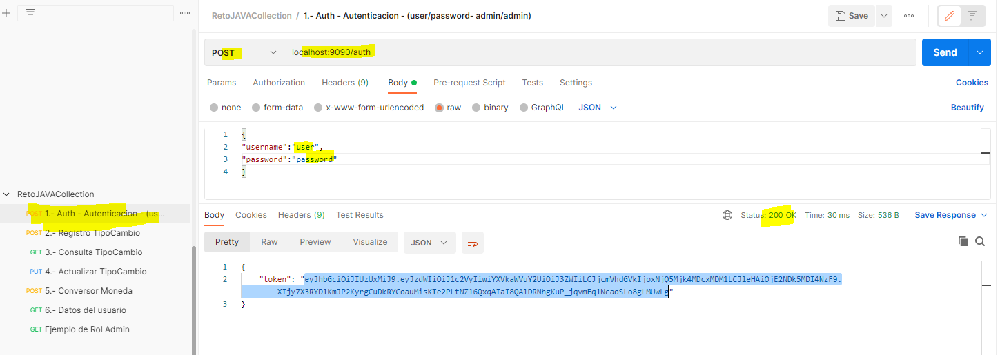 RetoJAVACollection / 1.- Auth - Autenticacion - (user/password- admin/admin)
Save
POST
localhost:9090/auth
Send
Params Authorization Headers (9) Body Pre-request Script Tests Settings Cookies
none form-data x-www-form-urlencoded raw binary GraphQL JSON Beautify
1 {
2 "username":"user",
3 "password":"password"
4 }
RetoJAVACollection
POST 1.- Auth - Autenticacion - (us...
POST 2.- Registro TipoCambio
GET 3.- Consulta TipoCambio
PUT 4.- Actualizar TipoCambio
POST 5.- Conversor Moneda
GET 6.- Datos del usuario
GET Ejemplo de Rol Admin
Body Cookies Headers (9) Test Results Status: 200 OK Time: 30 ms Size: 536 B Save Response
Pretty Raw Preview Visualize JSON
1 {
2 "token": "eyJhbGciOiJIUzUxMiJ9.eyJzdWIiOiJ1c2VyIiwiYXVkaWVuY2UiOiJ3ZWIiLCJjcmVhdGVkIjoxNjQ5Mjk4MDcxMDM1LCJleHAiOjE2NDk5MDI4NzF9.
XIjy7X3RYD1KmJP2KyrgCuDkRYCoauMisKTe2PLtNZ16QxqAIaI8QA1DRNhgKuP_jqvmEq1NcaoSLo8gLMUwLg"
3 }